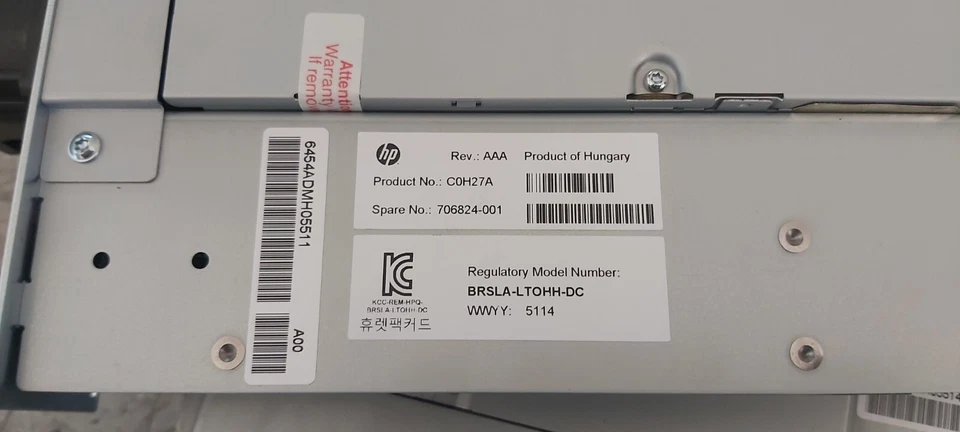 Attenti
Warranty
If remo
6454ADMH05511
A00
hp
Rev.: AAA Product of Hungary
Product No.: C0H27A
Spare No.: 706824-001
KCC-REM-HPQ-
BRSLA-LTOHH-DC
휴렛팩커드
Regulatory Model Number:
BRSLA-LTOHH-DC
WWYY: 5114